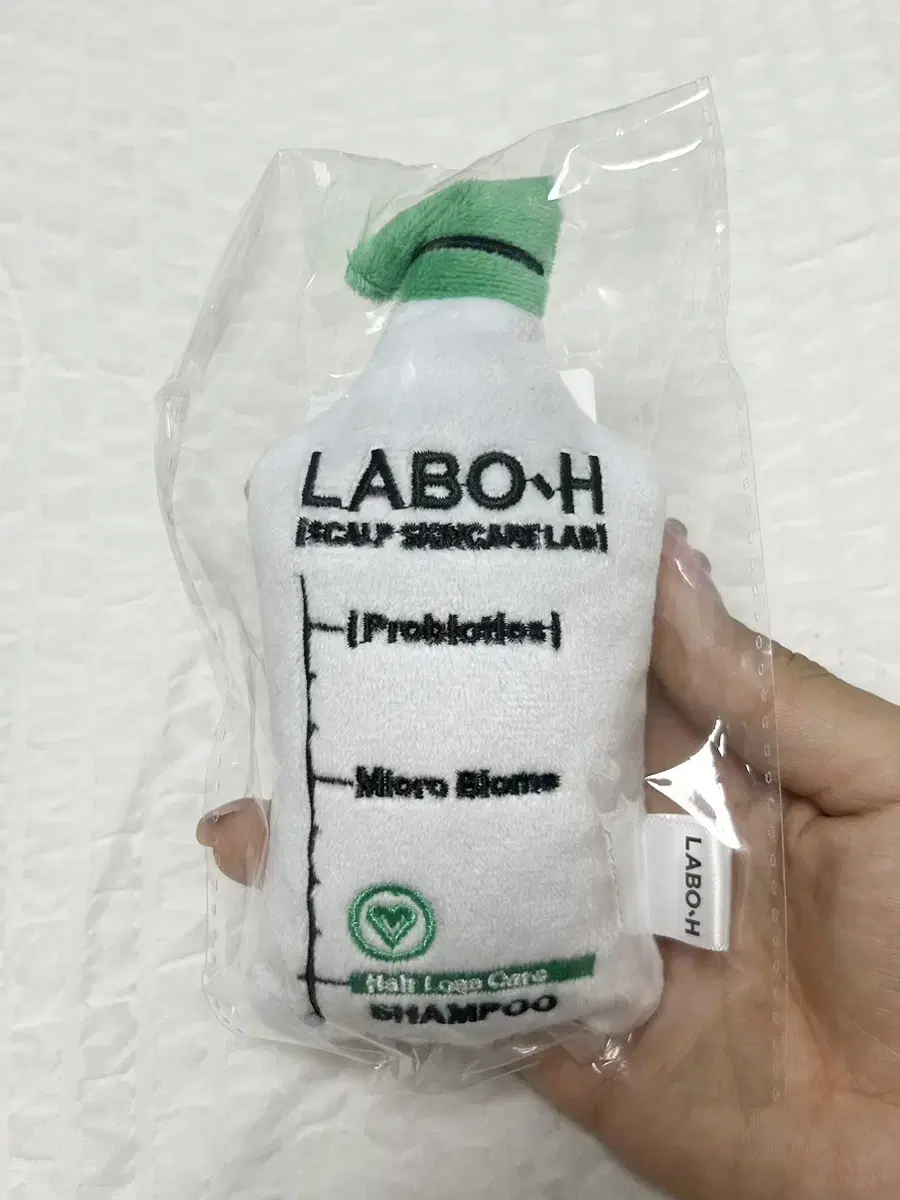 LABO-H
[SCALP SKINCARE LAB]
[Probiotics]
Micro Biome
Hair Loss Care
SHAMPOO
LABO-H